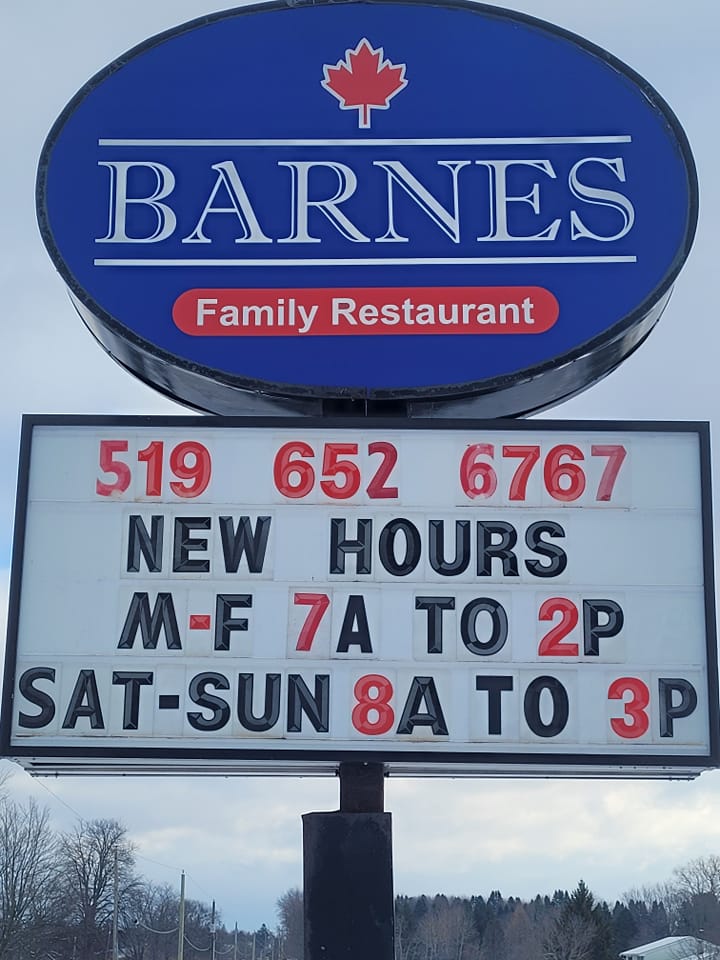 BARNES
Family Restaurant
519 652 6767
NEW HOURS
M-F 7A TO 2P
SAT-SUN 8A TO 3P